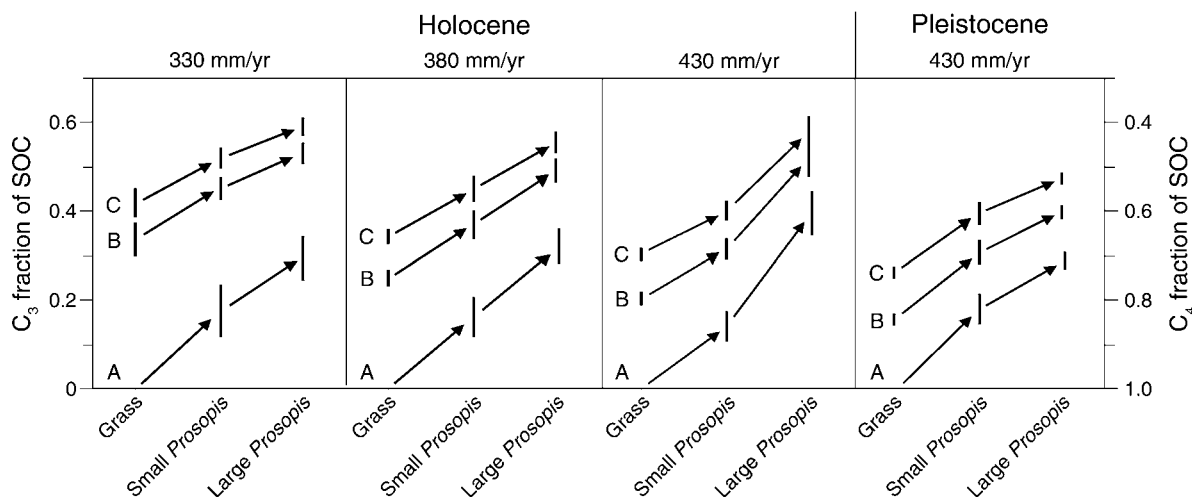 Holocene
Pleistocene
330 mm/yr
380 mm/yr
430 mm/yr
430 mm/yr
C₃ fraction of SOC
0.6
0.4
0.2
0
C
B
A
C
B
A
C
B
A
C
B
A
0.4
0.6
0.8
1.0
C₄ fraction of SOC
Grass
Small Prosopis
Large Prosopis
Grass
Small Prosopis
Large Prosopis
Grass
Small Prosopis
Large Prosopis
Grass
Small Prosopis
Large Prosopis